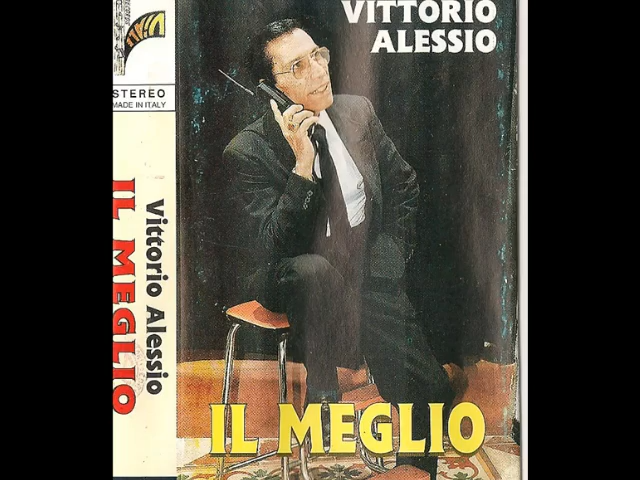 STEREO
MADE IN ITALY
Vittorio Alessio
IL MEGLIO
VITTORIO
ALESSIO
IL MEGLIO